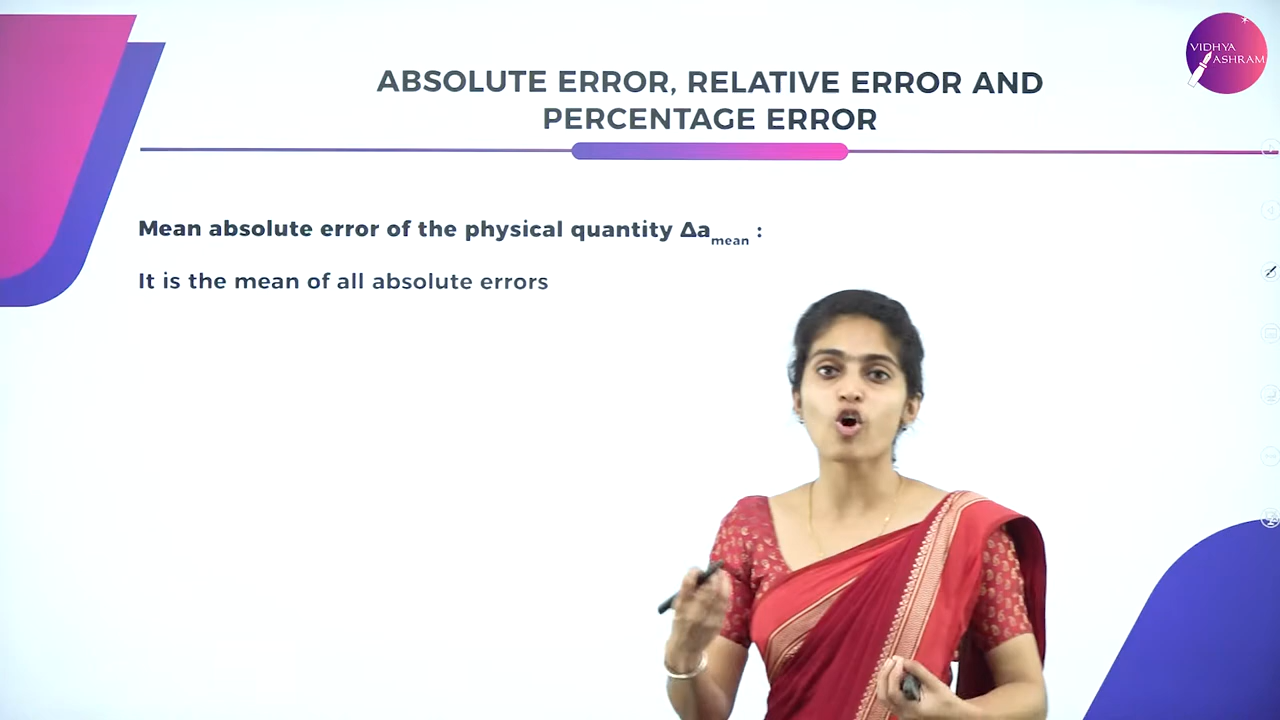 VIDHYA
ASHRAM
ABSOLUTE ERROR, RELATIVE ERROR AND
PERCENTAGE ERROR
Mean absolute error of the physical quantity Δa_mean :
It is the mean of all absolute errors